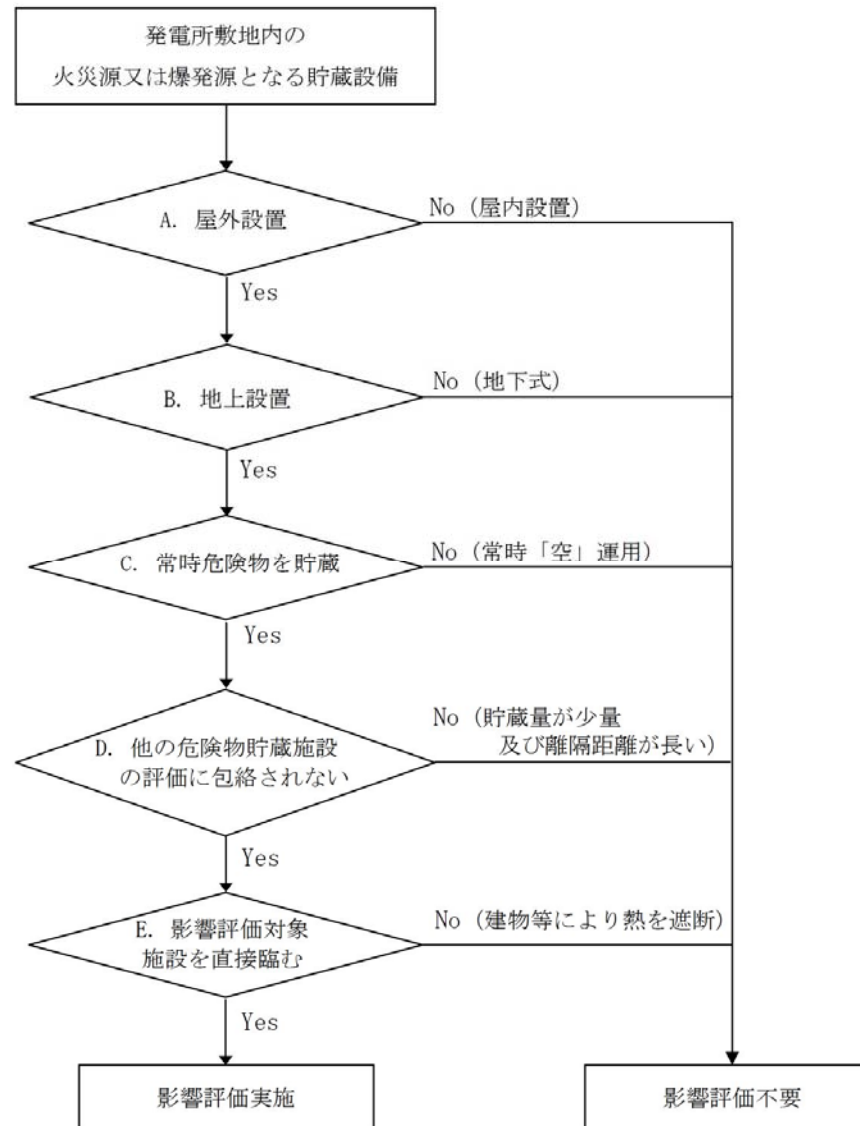 発電所敷地内の
火災源又は爆発源となる貯蔵設備
A. 屋外設置
No (屋内設置)
Yes
B. 地上設置
No (地下式)
Yes
C. 常時危険物を貯蔵
No (常時「空」運用)
Yes
D. 他の危険物貯蔵施設
の評価に包絡されない
No (貯蔵量が少量
及び離隔距離が長い)
Yes
E. 影響評価対象
施設を直接臨む
No (建物等により熱を遮断)
Yes
影響評価実施
影響評価不要